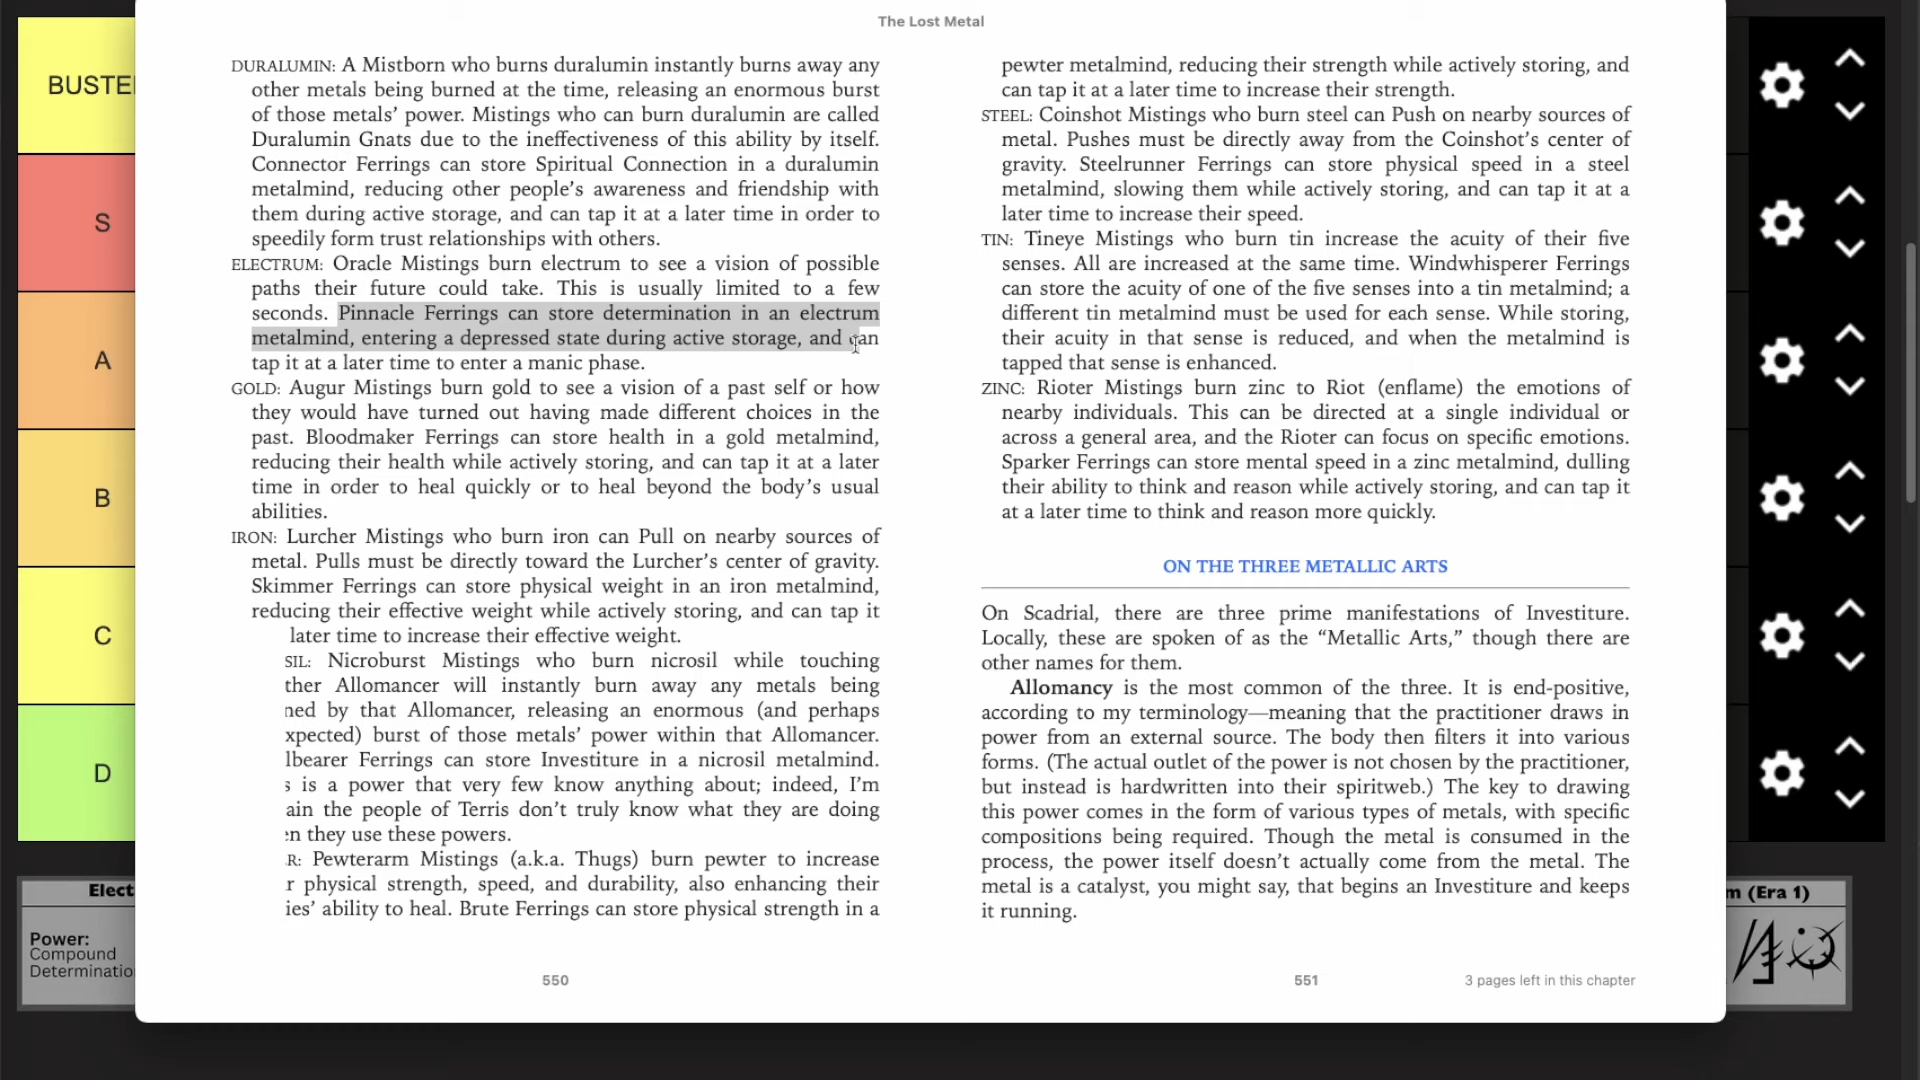 The Lost Metal
BUSTE
S
A
B
C
D
Elect
Power:
Compound
Determinatio
DURALUMIN: A Mistborn who burns duralumin instantly burns away any
other metals being burned at the time, releasing an enormous burst
of those metals’ power. Mistings who can burn duralumin are called
Duralumin Gnats due to the ineffectiveness of this ability by itself.
Connector Ferrings can store Spiritual Connection in a duralumin
metalmind, reducing other people’s awareness and friendship with
them during active storage, and can tap it at a later time in order to
speedily form trust relationships with others.
ELECTRUM: Oracle Mistings burn electrum to see a vision of possible
paths their future could take. This is usually limited to a few
seconds. Pinnacle Ferrings can store determination in an electrum
metalmind, entering a depressed state during active storage, and can
tap it at a later time to enter a manic phase.
GOLD: Augur Mistings burn gold to see a vision of a past self or how
they would have turned out having made different choices in the
past. Bloodmaker Ferrings can store health in a gold metalmind,
reducing their health while actively storing, and can tap it at a later
time in order to heal quickly or to heal beyond the body’s usual
abilities.
IRON: Lurcher Mistings who burn iron can Pull on nearby sources of
metal. Pulls must be directly toward the Lurcher’s center of gravity.
Skimmer Ferrings can store physical weight in an iron metalmind,
reducing their effective weight while actively storing, and can tap it
later time to increase their effective weight.
SIL: Nicroburst Mistings who burn nicrosil while touching
ther Allomancer will instantly burn away any metals being
ned by that Allomancer, releasing an enormous (and perhaps
xpected) burst of those metals’ power within that Allomancer.
lbearer Ferrings can store Investiture in a nicrosil metalmind.
s is a power that very few know anything about; indeed, I’m
ain the people of Terris don’t truly know what they are doing
n they use these powers.
R: Pewterarm Mistings (a.k.a. Thugs) burn pewter to increase
r physical strength, speed, and durability, also enhancing their
ies’ ability to heal. Brute Ferrings can store physical strength in a
550
pewter metalmind, reducing their strength while actively storing, and
can tap it at a later time to increase their strength.
STEEL: Coinshot Mistings who burn steel can Push on nearby sources of
metal. Pushes must be directly away from the Coinshot’s center of
gravity. Steelrunner Ferrings can store physical speed in a steel
metalmind, slowing them while actively storing, and can tap it at a
later time to increase their speed.
TIN: Tineye Mistings who burn tin increase the acuity of their five
senses. All are increased at the same time. Windwhisperer Ferrings
can store the acuity of one of the five senses into a tin metalmind; a
different tin metalmind must be used for each sense. While storing,
their acuity in that sense is reduced, and when the metalmind is
tapped that sense is enhanced.
ZINC: Rioter Mistings burn zinc to Riot (enflame) the emotions of
nearby individuals. This can be directed at a single individual or
across a general area, and the Rioter can focus on specific emotions.
Sparker Ferrings can store mental speed in a zinc metalmind, dulling
their ability to think and reason while actively storing, and can tap it
at a later time to think and reason more quickly.
ON THE THREE METALLIC ARTS
On Scadrial, there are three prime manifestations of Investiture.
Locally, these are spoken of as the “Metallic Arts,” though there are
other names for them.
Allomancy is the most common of the three. It is end-positive,
according to my terminology—meaning that the practitioner draws in
power from an external source. The body then filters it into various
forms. (The actual outlet of the power is not chosen by the practitioner,
but instead is hardwritten into their spiritweb.) The key to drawing
this power comes in the form of various types of metals, with specific
compositions being required. Though the metal is consumed in the
process, the power itself doesn’t actually come from the metal. The
metal is a catalyst, you might say, that begins an Investiture and keeps
it running.
551
3 pages left in this chapter
m (Era 1)